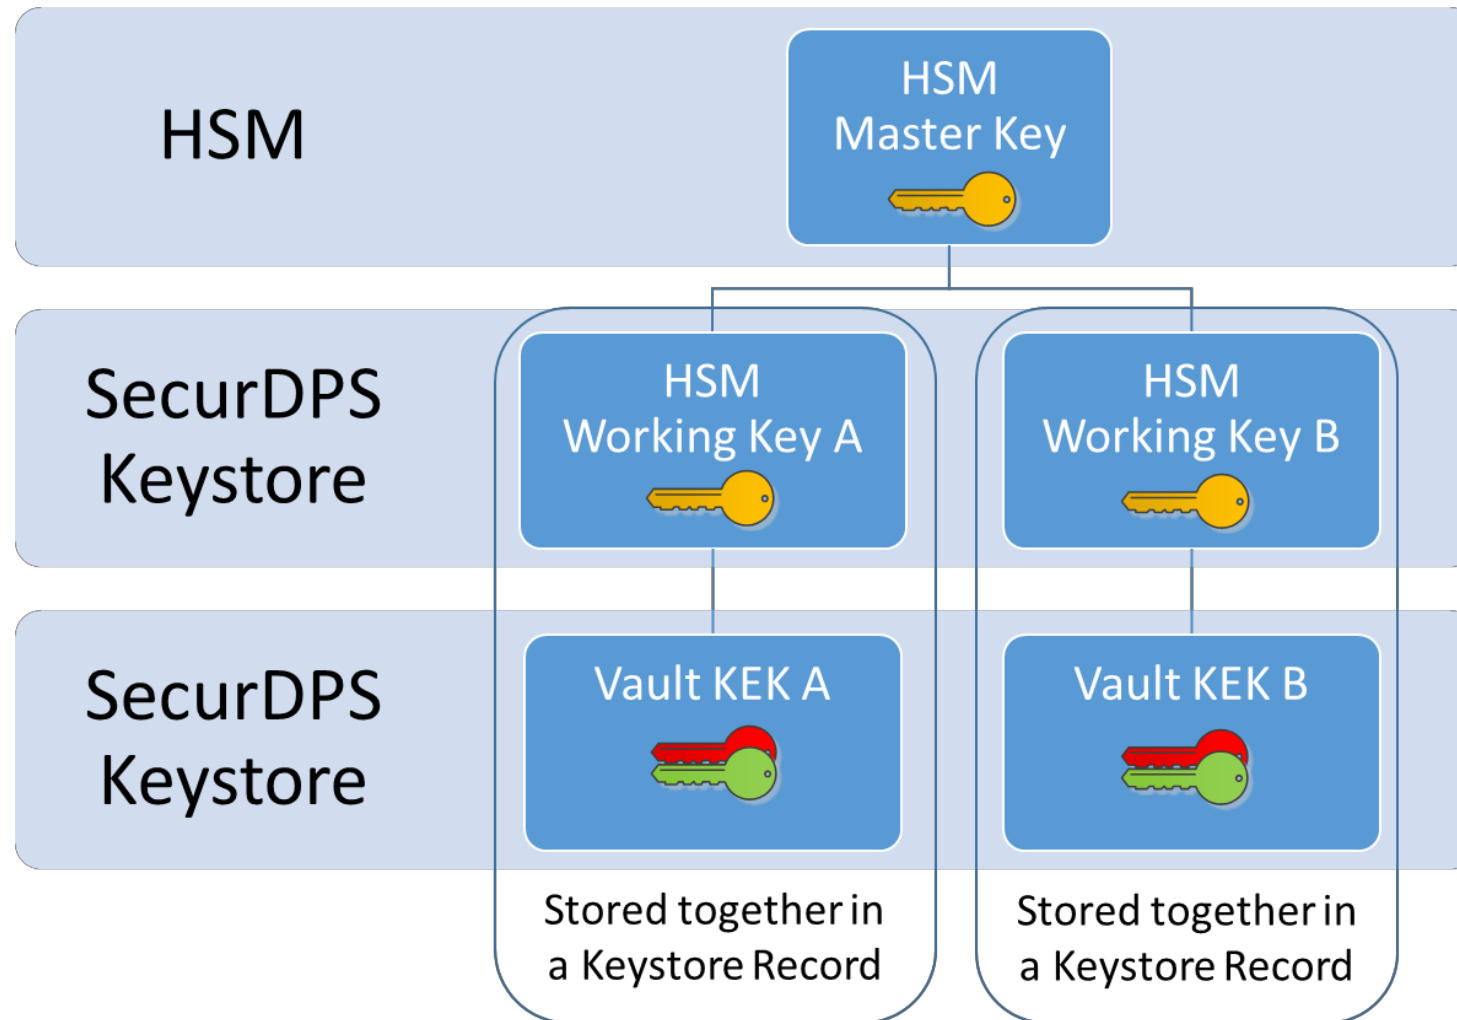 HSM
HSM
Master Key
SecurDPS
Keystore
HSM
Working Key A
HSM
Working Key B
SecurDPS
Keystore
Vault KEK A
Vault KEK B
Stored together in
a Keystore Record
Stored together in
a Keystore Record